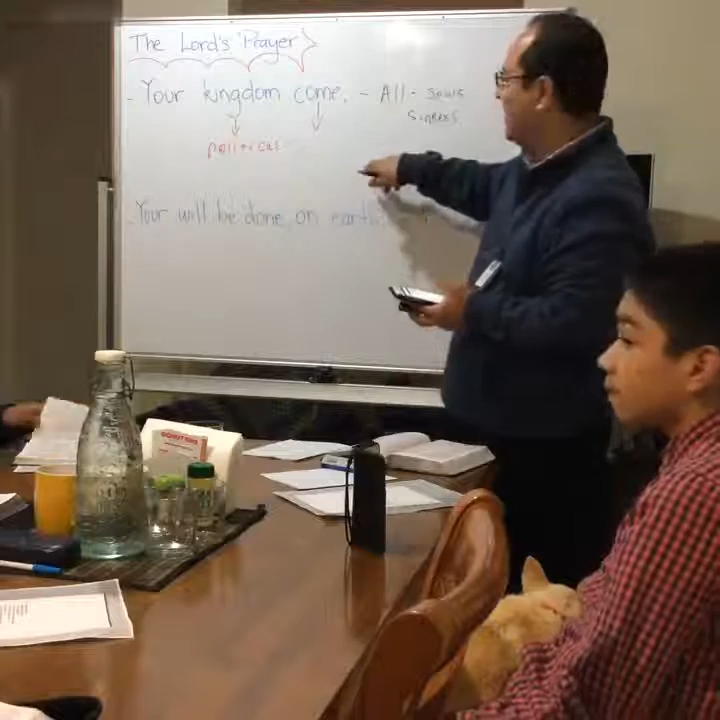 The Lord's Prayer
- Your kingdom come. - All - souls
sinners
political
- Your will be done, on earth